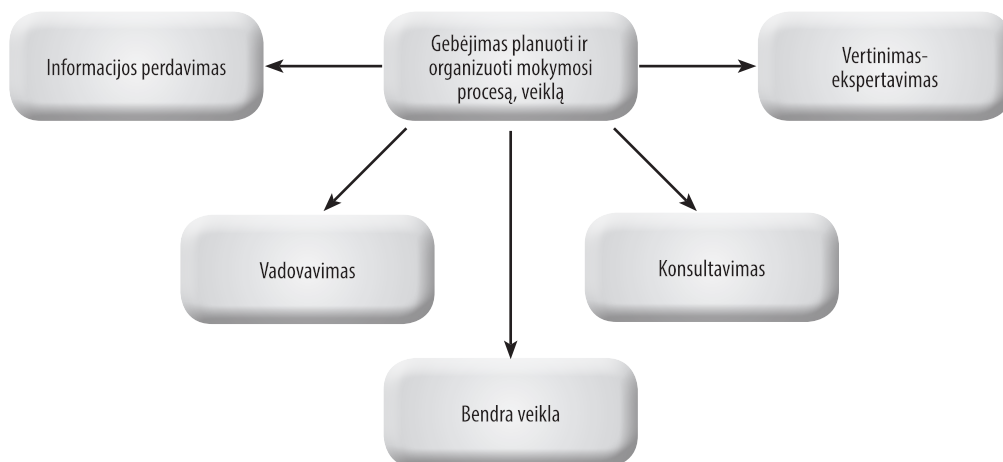 Informacijos perdavimas
Gebėjimas planuoti ir
organizuoti mokymosi
procesą, veiklą
Vertinimas-
ekspertavimas
Vadovavimas
Konsultavimas
Bendra veikla